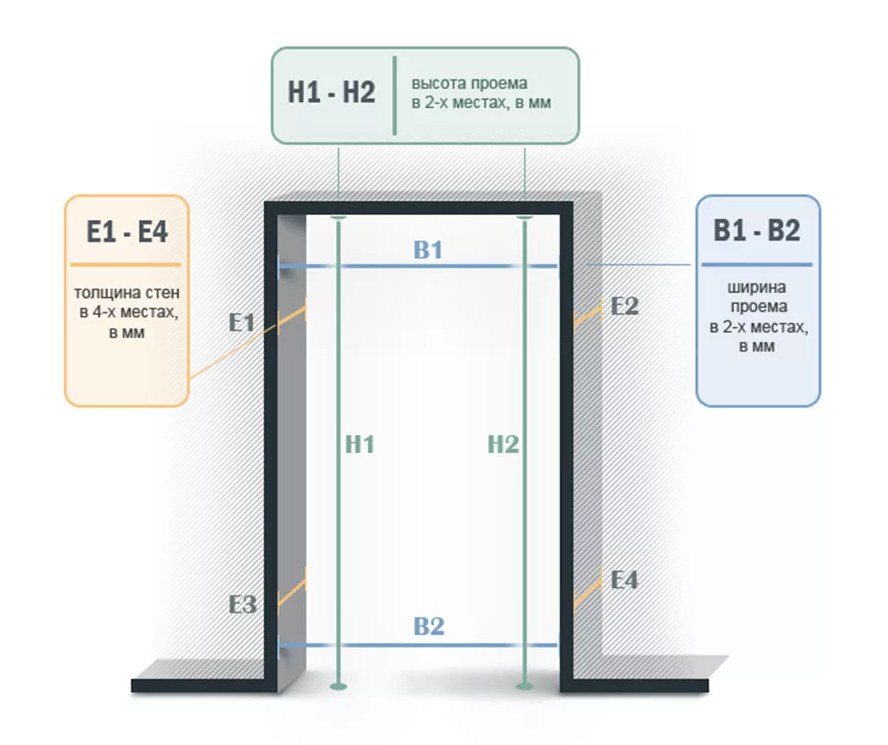 H1 - H2
высота проема
в 2-х местах, в мм
E1 - E4
толщина стен
в 4-х местах,
в мм
B1 - B2
ширина
проема
в 2-х местах,
в мм
B1
E1
E2
H1
H2
E3
E4
B2